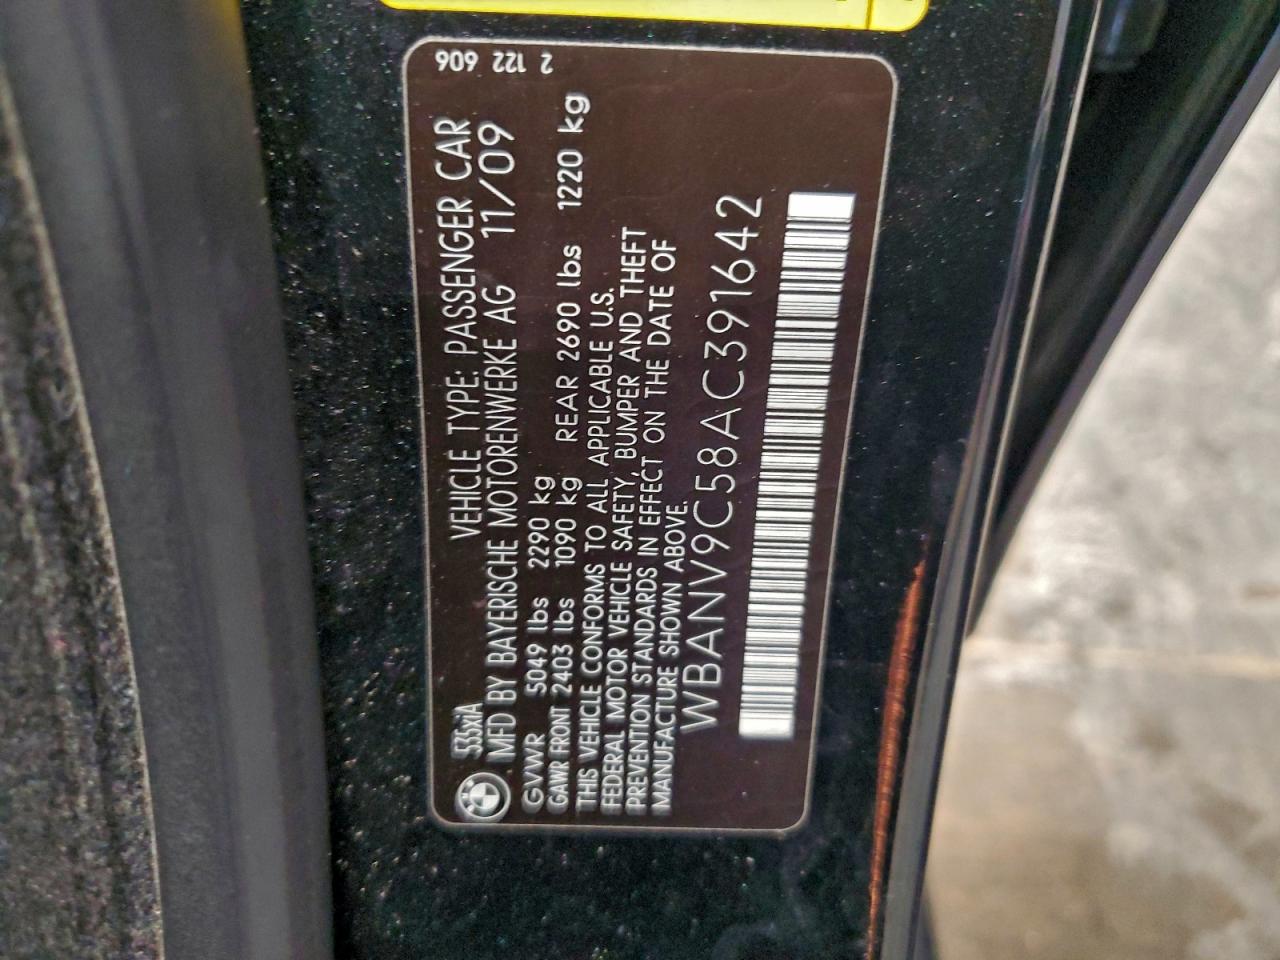 535xiA VEHICLE TYPE: PASSENGER CAR
MFD BY BAYERISCHE MOTORENWERKE AG 11/09
GVWR 5049 lbs 2290 kg
GAWR FRONT 2403 lbs 1090 kg REAR 2690 lbs 1220 kg
THIS VEHICLE CONFORMS TO ALL APPLICABLE U.S.
FEDERAL MOTOR VEHICLE SAFETY, BUMPER AND THEFT
PREVENTION STANDARDS IN EFFECT ON THE DATE OF
MANUFACTURE SHOWN ABOVE.
WBANV9C58AC391642
2 122 606